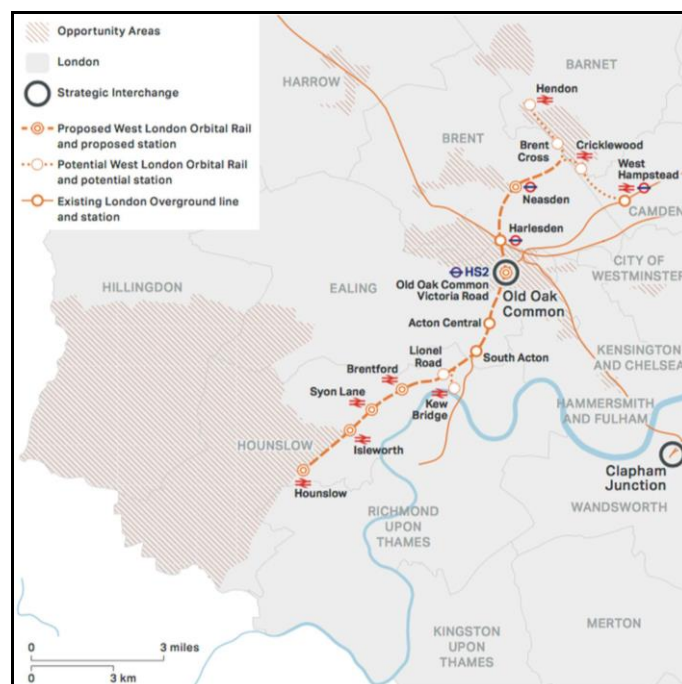 Opportunity Areas
London
Strategic Interchange
Proposed West London Orbital Rail
and proposed station
Potential West London Orbital Rail
and potential station
Existing London Overground line
and station
HARROW
BARNET
Hendon
BRENT
Brent
Cross
Cricklewood
West
Hampstead
Neasden
CAMDEN
Harlesden
CITY OF
WESTMINSTER
HILLINGDON
EALING
HS2
Old Oak Common
Victoria Road
Old Oak
Common
Acton Central
KENSINGTON
AND CHELSEA
Lionel
Road
South Acton
Brentford
Syon Lane
Kew
Bridge
HAMMERSMITH
AND FULHAM
HOUNSLOW
Isleworth
Clapham
Junction
Hounslow
WANDSWORTH
RICHMOND
UPON
THAMES
MERTON
KINGSTON
UPON
THAMES
0
3 miles
0
3 km